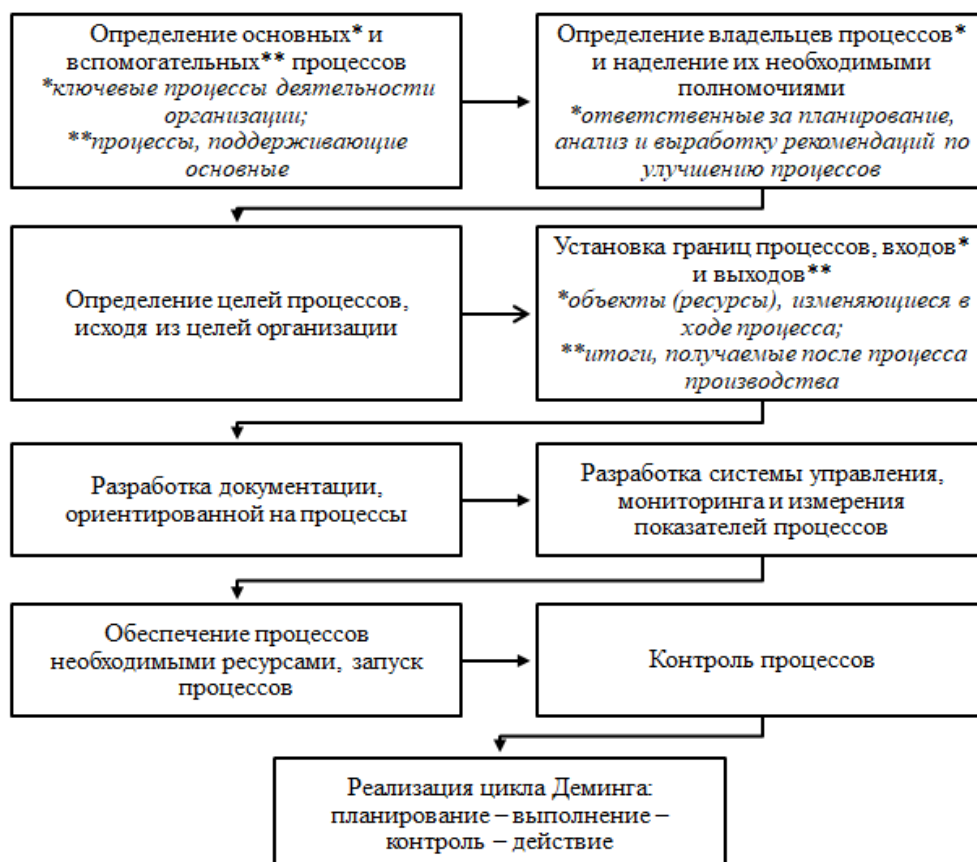 Определение основных* и
вспомогательных** процессов
*ключевые процессы деятельности
организации;
**процессы, поддерживающие
основные
Определение владельцев процессов*
и наделение их необходимыми
полномочиями
*ответственные за планирование,
анализ и выработку рекомендаций по
улучшению процессов
Определение целей процессов,
исходя из целей организации
Установка границ процессов, входов*
и выходов**
*объекты (ресурсы), изменяющиеся в
ходе процесса;
**итоги, получаемые после процесса
производства
Разработка документации,
ориентированной на процессы
Разработка системы управления,
мониторинга и измерения
показателей процессов
Обеспечение процессов
необходимыми ресурсами, запуск
процессов
Контроль процессов
Реализация цикла Деминга:
планирование – выполнение –
контроль – действие